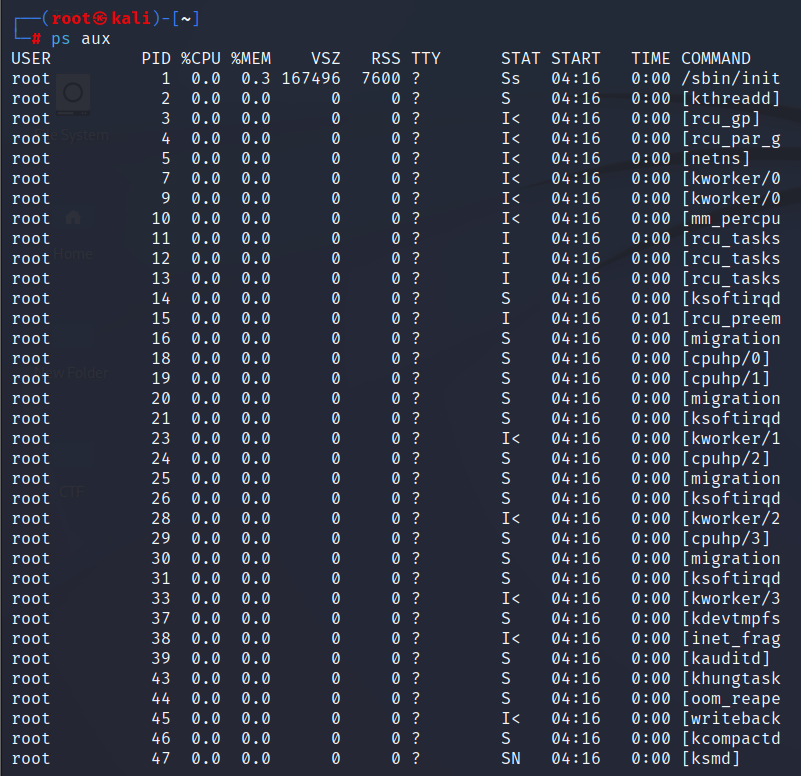 ┌──(root㉿kali)-[~]
└─# ps aux
USER         PID %CPU %MEM    VSZ   RSS TTY      STAT START   TIME COMMAND
root           1  0.0  0.3 167496  7600 ?        Ss   04:16   0:00 /sbin/init
root           2  0.0  0.0      0     0 ?        S    04:16   0:00 [kthreadd]
root           3  0.0  0.0      0     0 ?        I<   04:16   0:00 [rcu_gp]
root           4  0.0  0.0      0     0 ?        I<   04:16   0:00 [rcu_par_g
root           5  0.0  0.0      0     0 ?        I<   04:16   0:00 [netns]
root           7  0.0  0.0      0     0 ?        I<   04:16   0:00 [kworker/0
root           9  0.0  0.0      0     0 ?        I<   04:16   0:00 [kworker/0
root          10  0.0  0.0      0     0 ?        I<   04:16   0:00 [mm_percpu
root          11  0.0  0.0      0     0 ?        I    04:16   0:00 [rcu_tasks
root          12  0.0  0.0      0     0 ?        I    04:16   0:00 [rcu_tasks
root          13  0.0  0.0      0     0 ?        I    04:16   0:00 [rcu_tasks
root          14  0.0  0.0      0     0 ?        S    04:16   0:00 [ksoftirqd
root          15  0.0  0.0      0     0 ?        I    04:16   0:01 [rcu_preem
root          16  0.0  0.0      0     0 ?        S    04:16   0:00 [migration
root          18  0.0  0.0      0     0 ?        S    04:16   0:00 [cpuhp/0]
root          19  0.0  0.0      0     0 ?        S    04:16   0:00 [cpuhp/1]
root          20  0.0  0.0      0     0 ?        S    04:16   0:00 [migration
root          21  0.0  0.0      0     0 ?        S    04:16   0:00 [ksoftirqd
root          23  0.0  0.0      0     0 ?        I<   04:16   0:00 [kworker/1
root          24  0.0  0.0      0     0 ?        S    04:16   0:00 [cpuhp/2]
root          25  0.0  0.0      0     0 ?        S    04:16   0:00 [migration
root          26  0.0  0.0      0     0 ?        S    04:16   0:00 [ksoftirqd
root          28  0.0  0.0      0     0 ?        I<   04:16   0:00 [kworker/2
root          29  0.0  0.0      0     0 ?        S    04:16   0:00 [cpuhp/3]
root          30  0.0  0.0      0     0 ?        S    04:16   0:00 [migration
root          31  0.0  0.0      0     0 ?        S    04:16   0:00 [ksoftirqd
root          33  0.0  0.0      0     0 ?        I<   04:16   0:00 [kworker/3
root          37  0.0  0.0      0     0 ?        S    04:16   0:00 [kdevtmpfs
root          38  0.0  0.0      0     0 ?        I<   04:16   0:00 [inet_frag
root          39  0.0  0.0      0     0 ?        S    04:16   0:00 [kauditd]
root          43  0.0  0.0      0     0 ?        S    04:16   0:00 [khungtask
root          44  0.0  0.0      0     0 ?        S    04:16   0:00 [oom_reape
root          45  0.0  0.0      0     0 ?        I<   04:16   0:00 [writeback
root          46  0.0  0.0      0     0 ?        S    04:16   0:00 [kcompactd
root          47  0.0  0.0      0     0 ?        SN   04:16   0:00 [ksmd]
System
Home
Folder
CTF